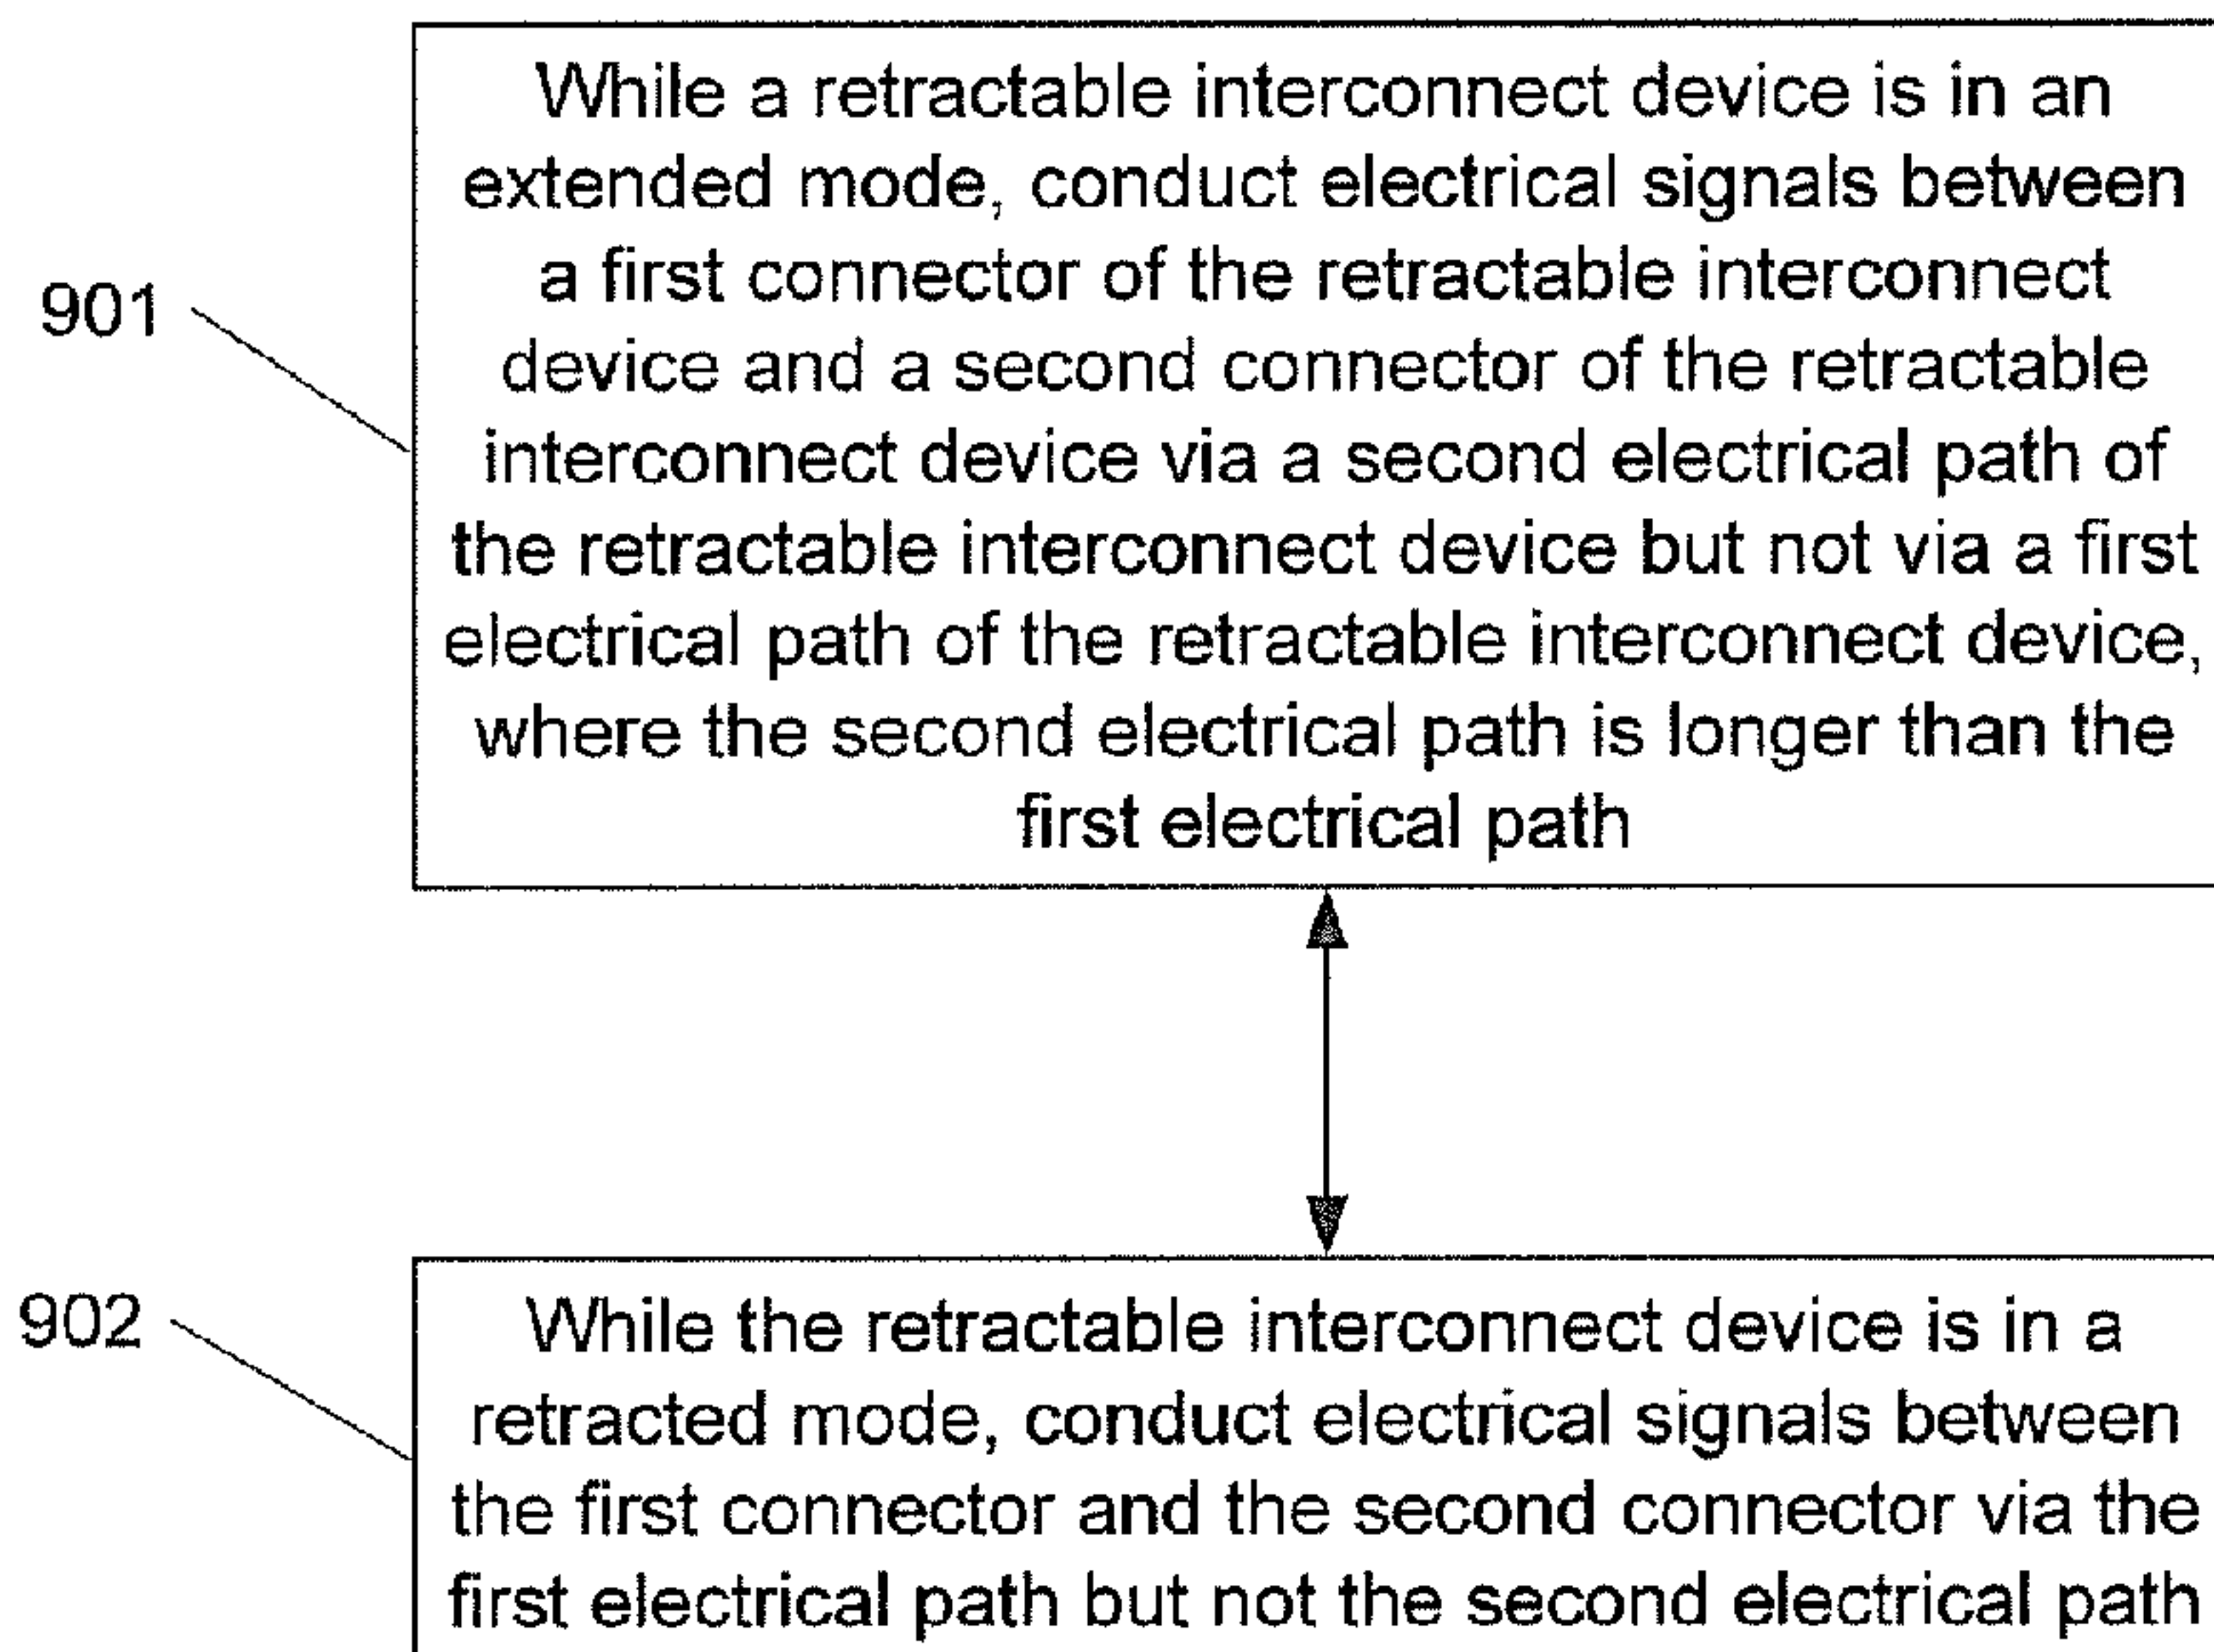 While a retractable interconnect device is in an
extended mode, conduct electrical signals between
a first connector of the retractable interconnect
901
device and a second connector of the retractable
interconnect device via a second electrical path of
the retractable interconnect device but not via a first
electrical path of the retractable interconnect device,
where the second electrical path is longer than the
first electrical path
902
While the retractable interconnect device is in a
retracted mode, conduct electrical signals between
the first connector and the second connector via the
first electrical path but not the second electrical path